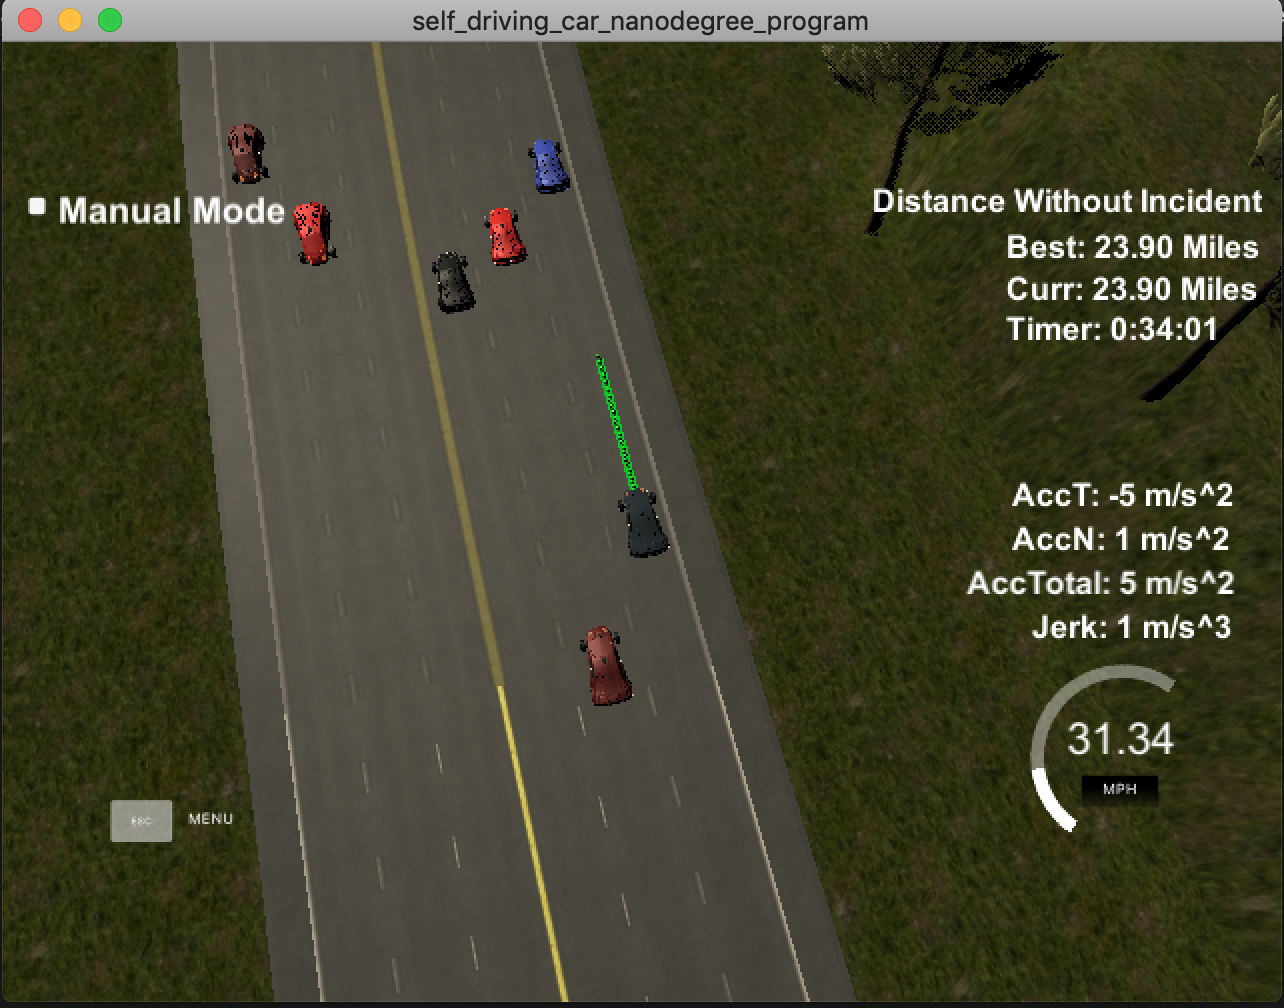 self_driving_car_nanodegree_program
Manual Mode
Distance Without Incident
Best: 23.90 Miles
Curr: 23.90 Miles
Timer: 0:34:01
AccT: -5 m/s^2
AccN: 1 m/s^2
AccTotal: 5 m/s^2
Jerk: 1 m/s^3
31.34
MPH
ESC MENU